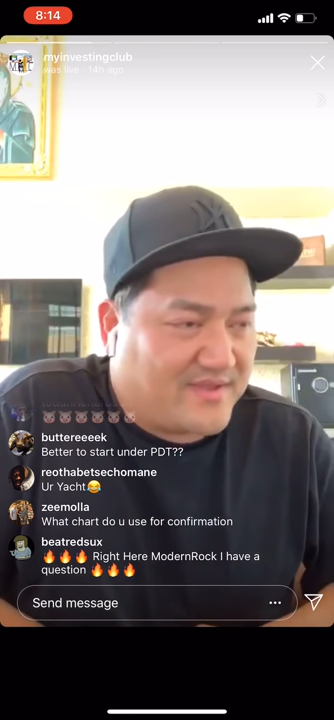 8:14
myinvestingclub
was live · 14h ago
buttereeeek
Better to start under PDT??
reothabetsechomane
Ur Yacht😂
zeemolla
What chart do u use for confirmation
beatredsux
🔥🔥🔥 Right Here ModernRock I have a
question 🔥🔥🔥
Send message